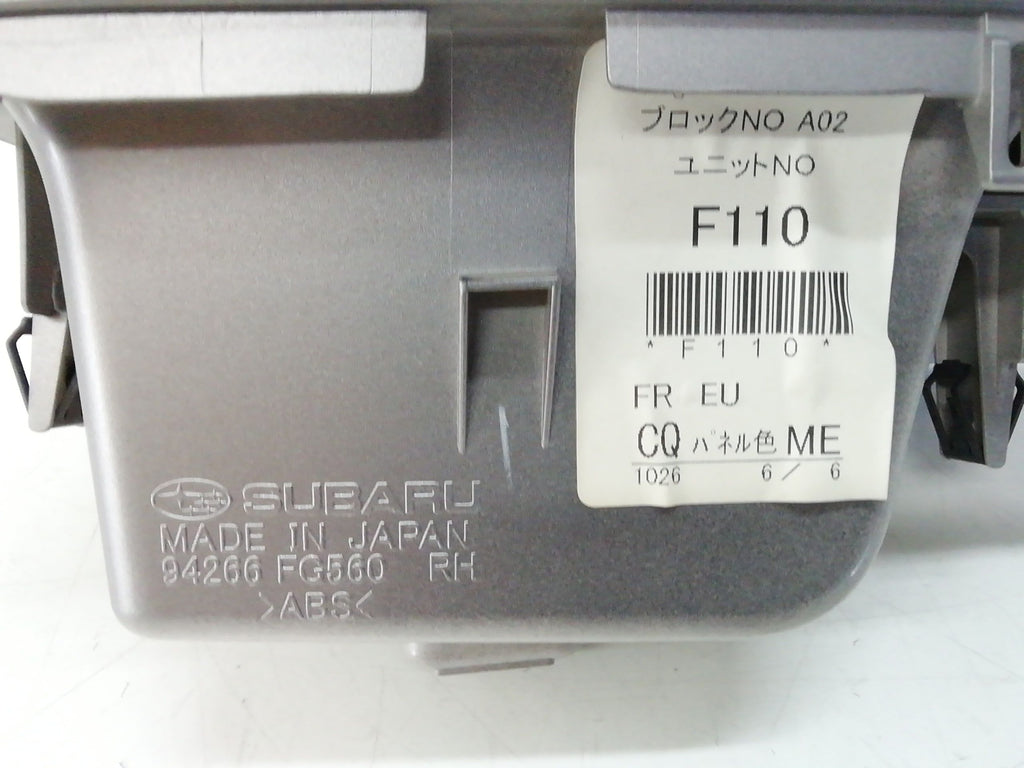 ブロックNO A02
ユニットNO
F110
*F110*
FR EU
CQ パネル色 ME
1026 6/ 6
SUBARU
MADE IN JAPAN
94266 FG560 RH
>ABS<